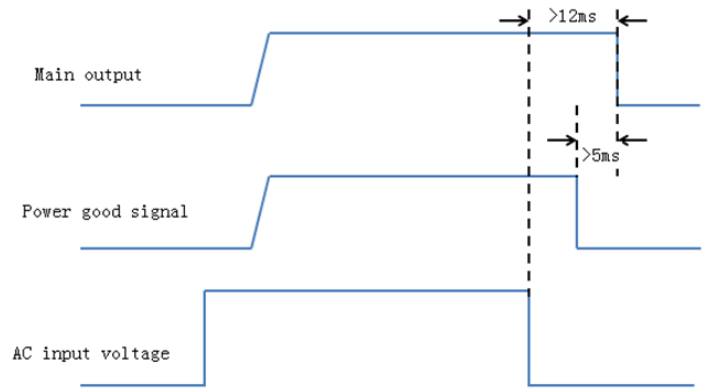 >12ms
Main output
>5ms
Power good signal
AC input voltage